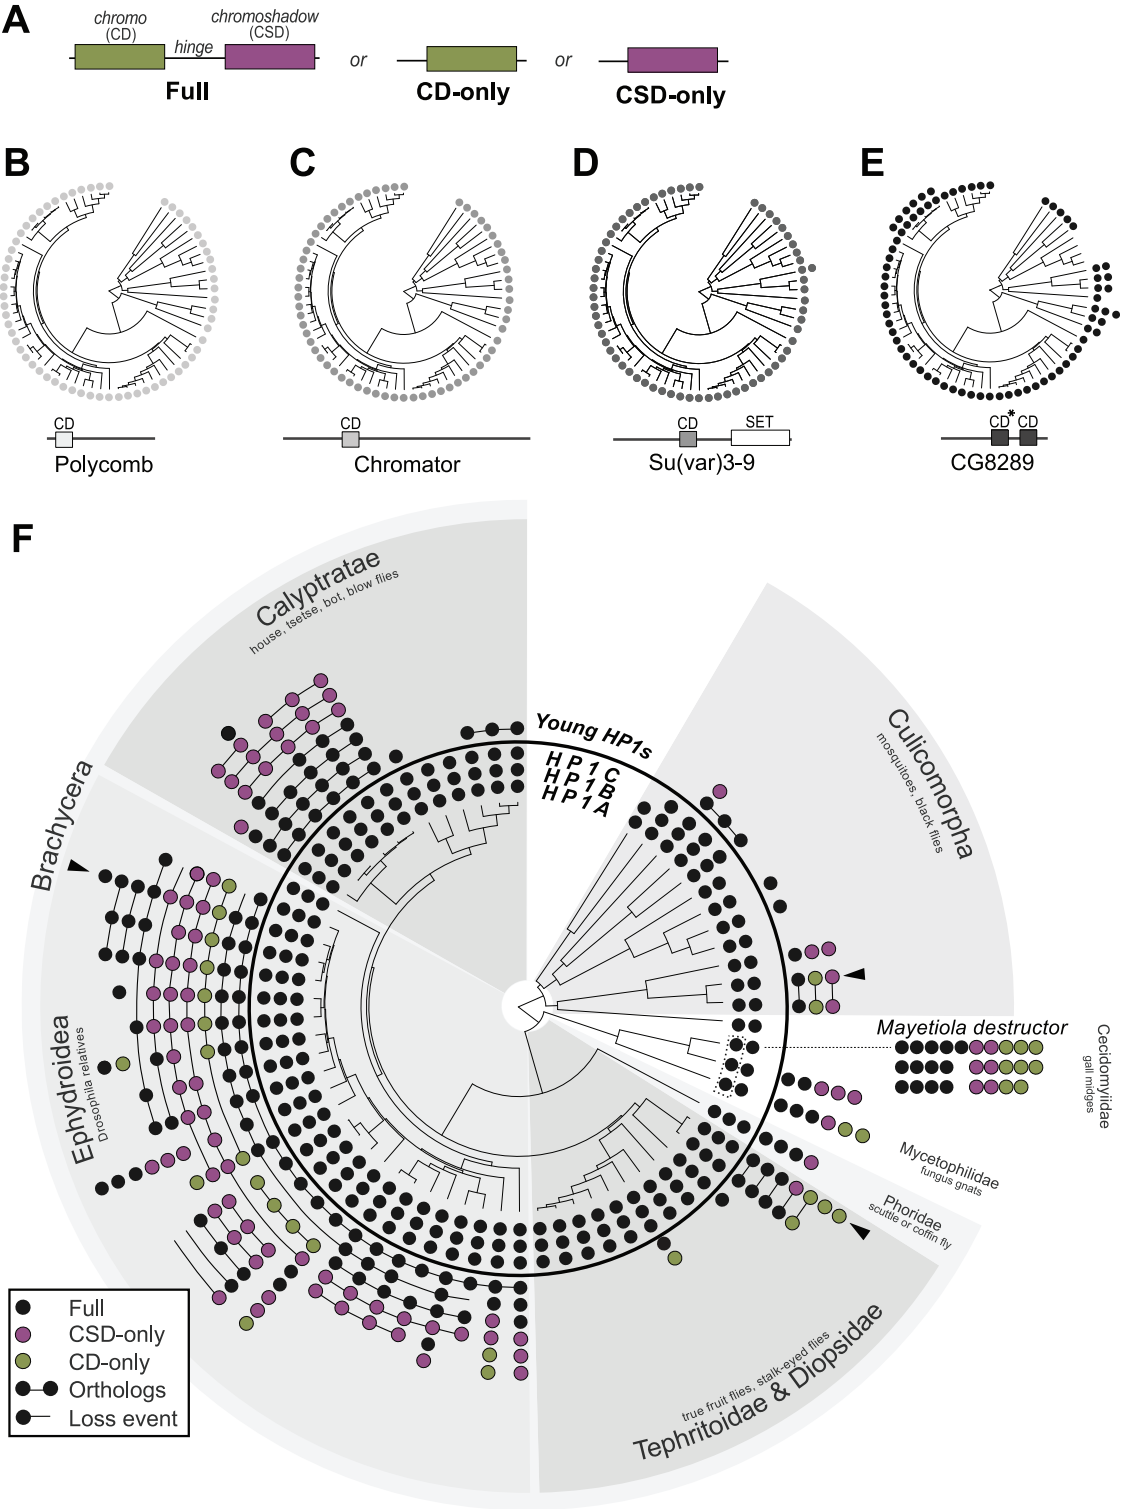 A
chromo
(CD)
hinge
chromoshadow
(CSD)
Full
or
CD-only
or
CSD-only
B
CD
Polycomb
C
CD
Chromator
D
CD
SET
Su(var)3-9
E
CD* CD
CG8289
F
Calyptratae
house, tsetse, bot, blow flies
Young HP1s
HP1C
HP1B
HP1A
Culicomorpha
mosquitoes, black flies
Brachycera
Mayetiola destructor
Cecidomyiidae
gall midges
Ephydroidea
Drosophila relatives
Mycetophilidae
fungus gnats
Phoridae
scuttle or coffin fly
true fruit flies, stalk-eyed flies
Tephritoidae & Diopsidae
Full
CSD-only
CD-only
Orthologs
Loss event